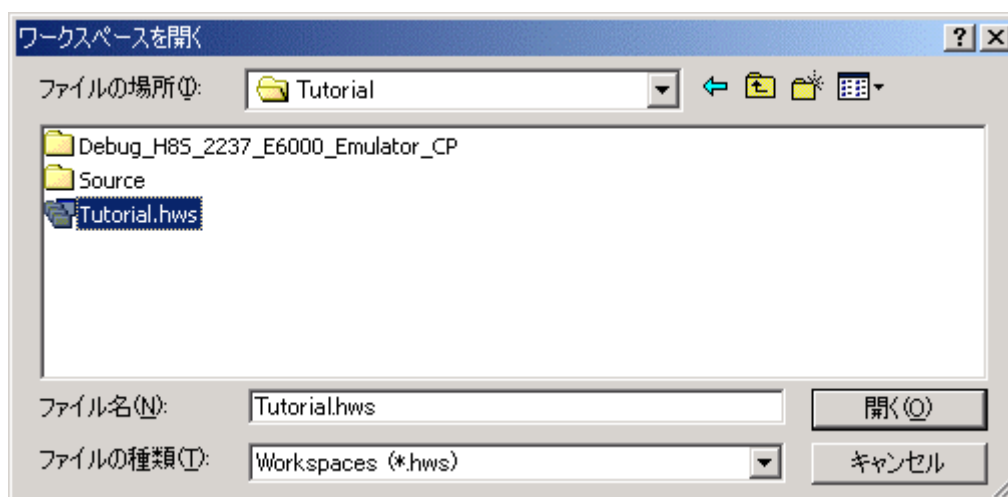 ワークスペースを開く
ファイルの場所(I):
Tutorial
Debug_H8S_2237_E6000_Emulator_CP
Source
Tutorial.hws
ファイル名(N):
Tutorial.hws
開く(O)
ファイルの種類(T):
Workspaces (*.hws)
キャンセル